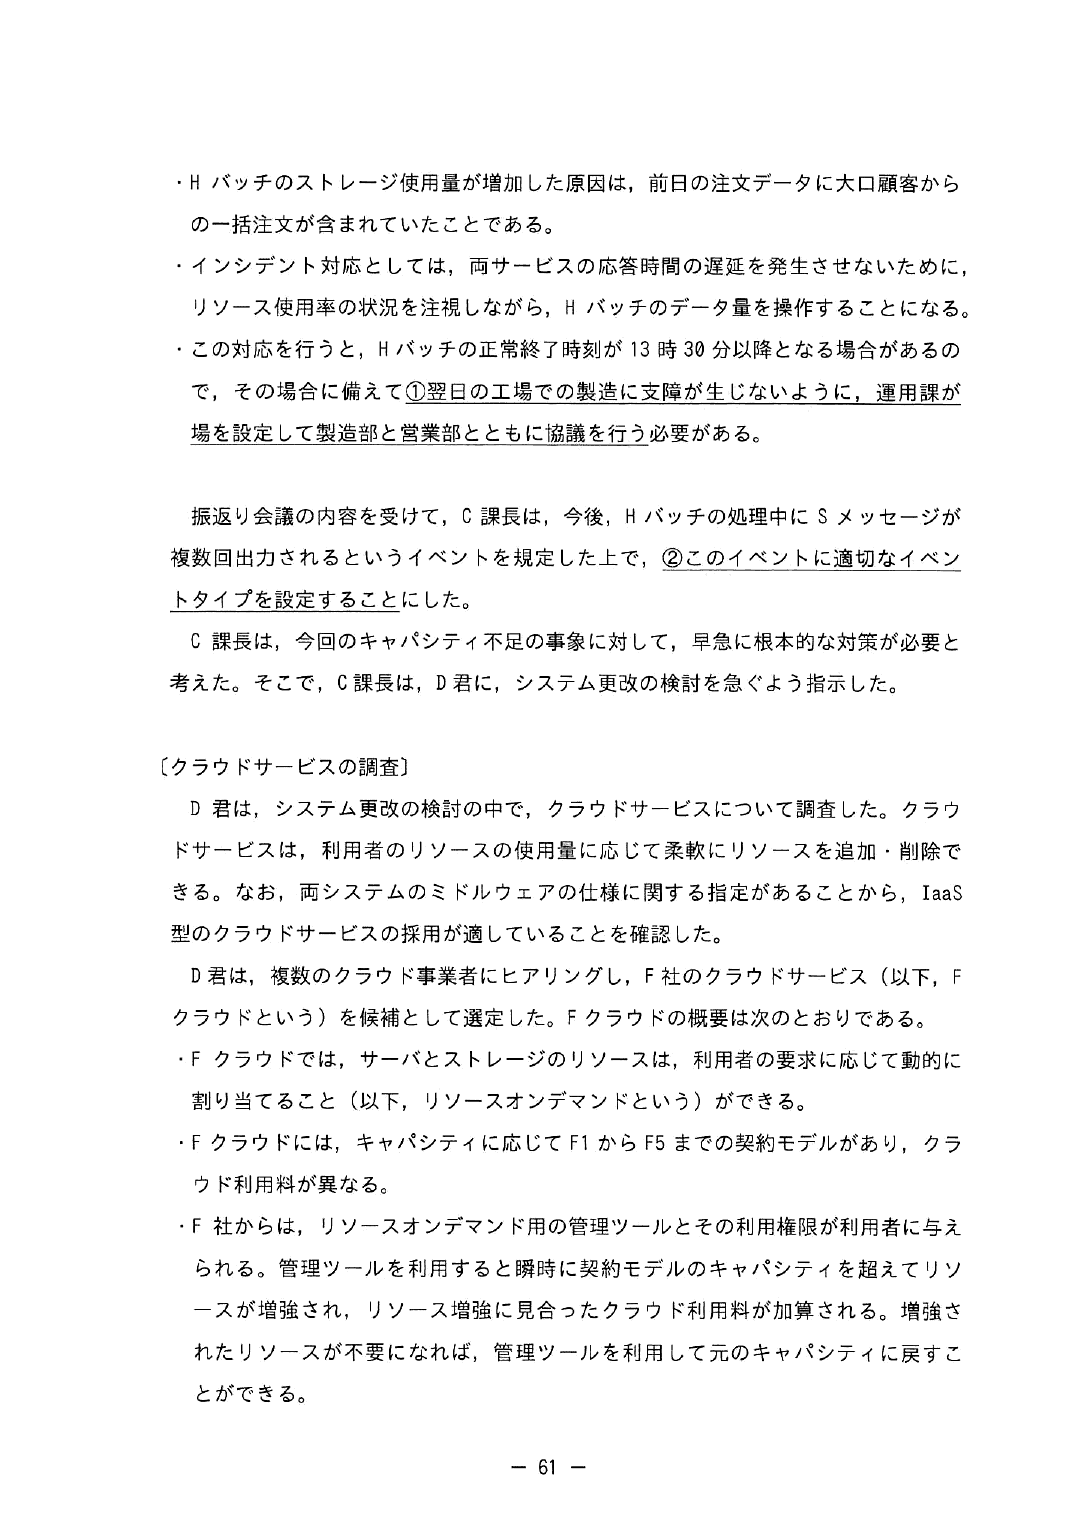 ・H バッチのストレージ使用量が増加した原因は，前日の注文データに大口顧客から
の一括注文が含まれていたことである。
・インシデント対応としては，両サービスの応答時間の遅延を発生させないために，
リソース使用率の状況を注視しながら，H バッチのデータ量を操作することになる。
・この対応を行うと，H バッチの正常終了時刻が 13 時 30 分以降となる場合があるの
で，その場合に備えて①翌日の工場での製造に支障が生じないように，運用課が
場を設定して製造部と営業部とともに協議を行う必要がある。
振返り会議の内容を受けて，C 課長は，今後，H バッチの処理中に S メッセージが
複数回出力されるというイベントを規定した上で，②このイベントに適切なイベン
トタイプを設定することにした。
C 課長は，今回のキャパシティ不足の事象に対して，早急に根本的な対策が必要と
考えた。そこで，C 課長は，D 君に，システム更改の検討を急ぐよう指示した。
〔クラウドサービスの調査〕
D 君は，システム更改の検討の中で，クラウドサービスについて調査した。クラウ
ドサービスは，利用者のリソースの使用量に応じて柔軟にリソースを追加・削除で
きる。なお，両システムのミドルウェアの仕様に関する指定があることから，IaaS
型のクラウドサービスの採用が適していることを確認した。
D 君は，複数のクラウド事業者にヒアリングし，F 社のクラウドサービス（以下，F
クラウドという）を候補として選定した。F クラウドの概要は次のとおりである。
・F クラウドでは，サーバとストレージのリソースは，利用者の要求に応じて動的に
割り当てること（以下，リソースオンデマンドという）ができる。
・F クラウドには，キャパシティに応じて F1 から F5 までの契約モデルがあり，クラ
ウド利用料が異なる。
・F 社からは，リソースオンデマンド用の管理ツールとその利用権限が利用者に与え
られる。管理ツールを利用すると瞬時に契約モデルのキャパシティを超えてリソ
ースが増強され，リソース増強に見合ったクラウド利用料が加算される。増強さ
れたリソースが不要になれば，管理ツールを利用して元のキャパシティに戻すこ
とができる。
― 61 ―